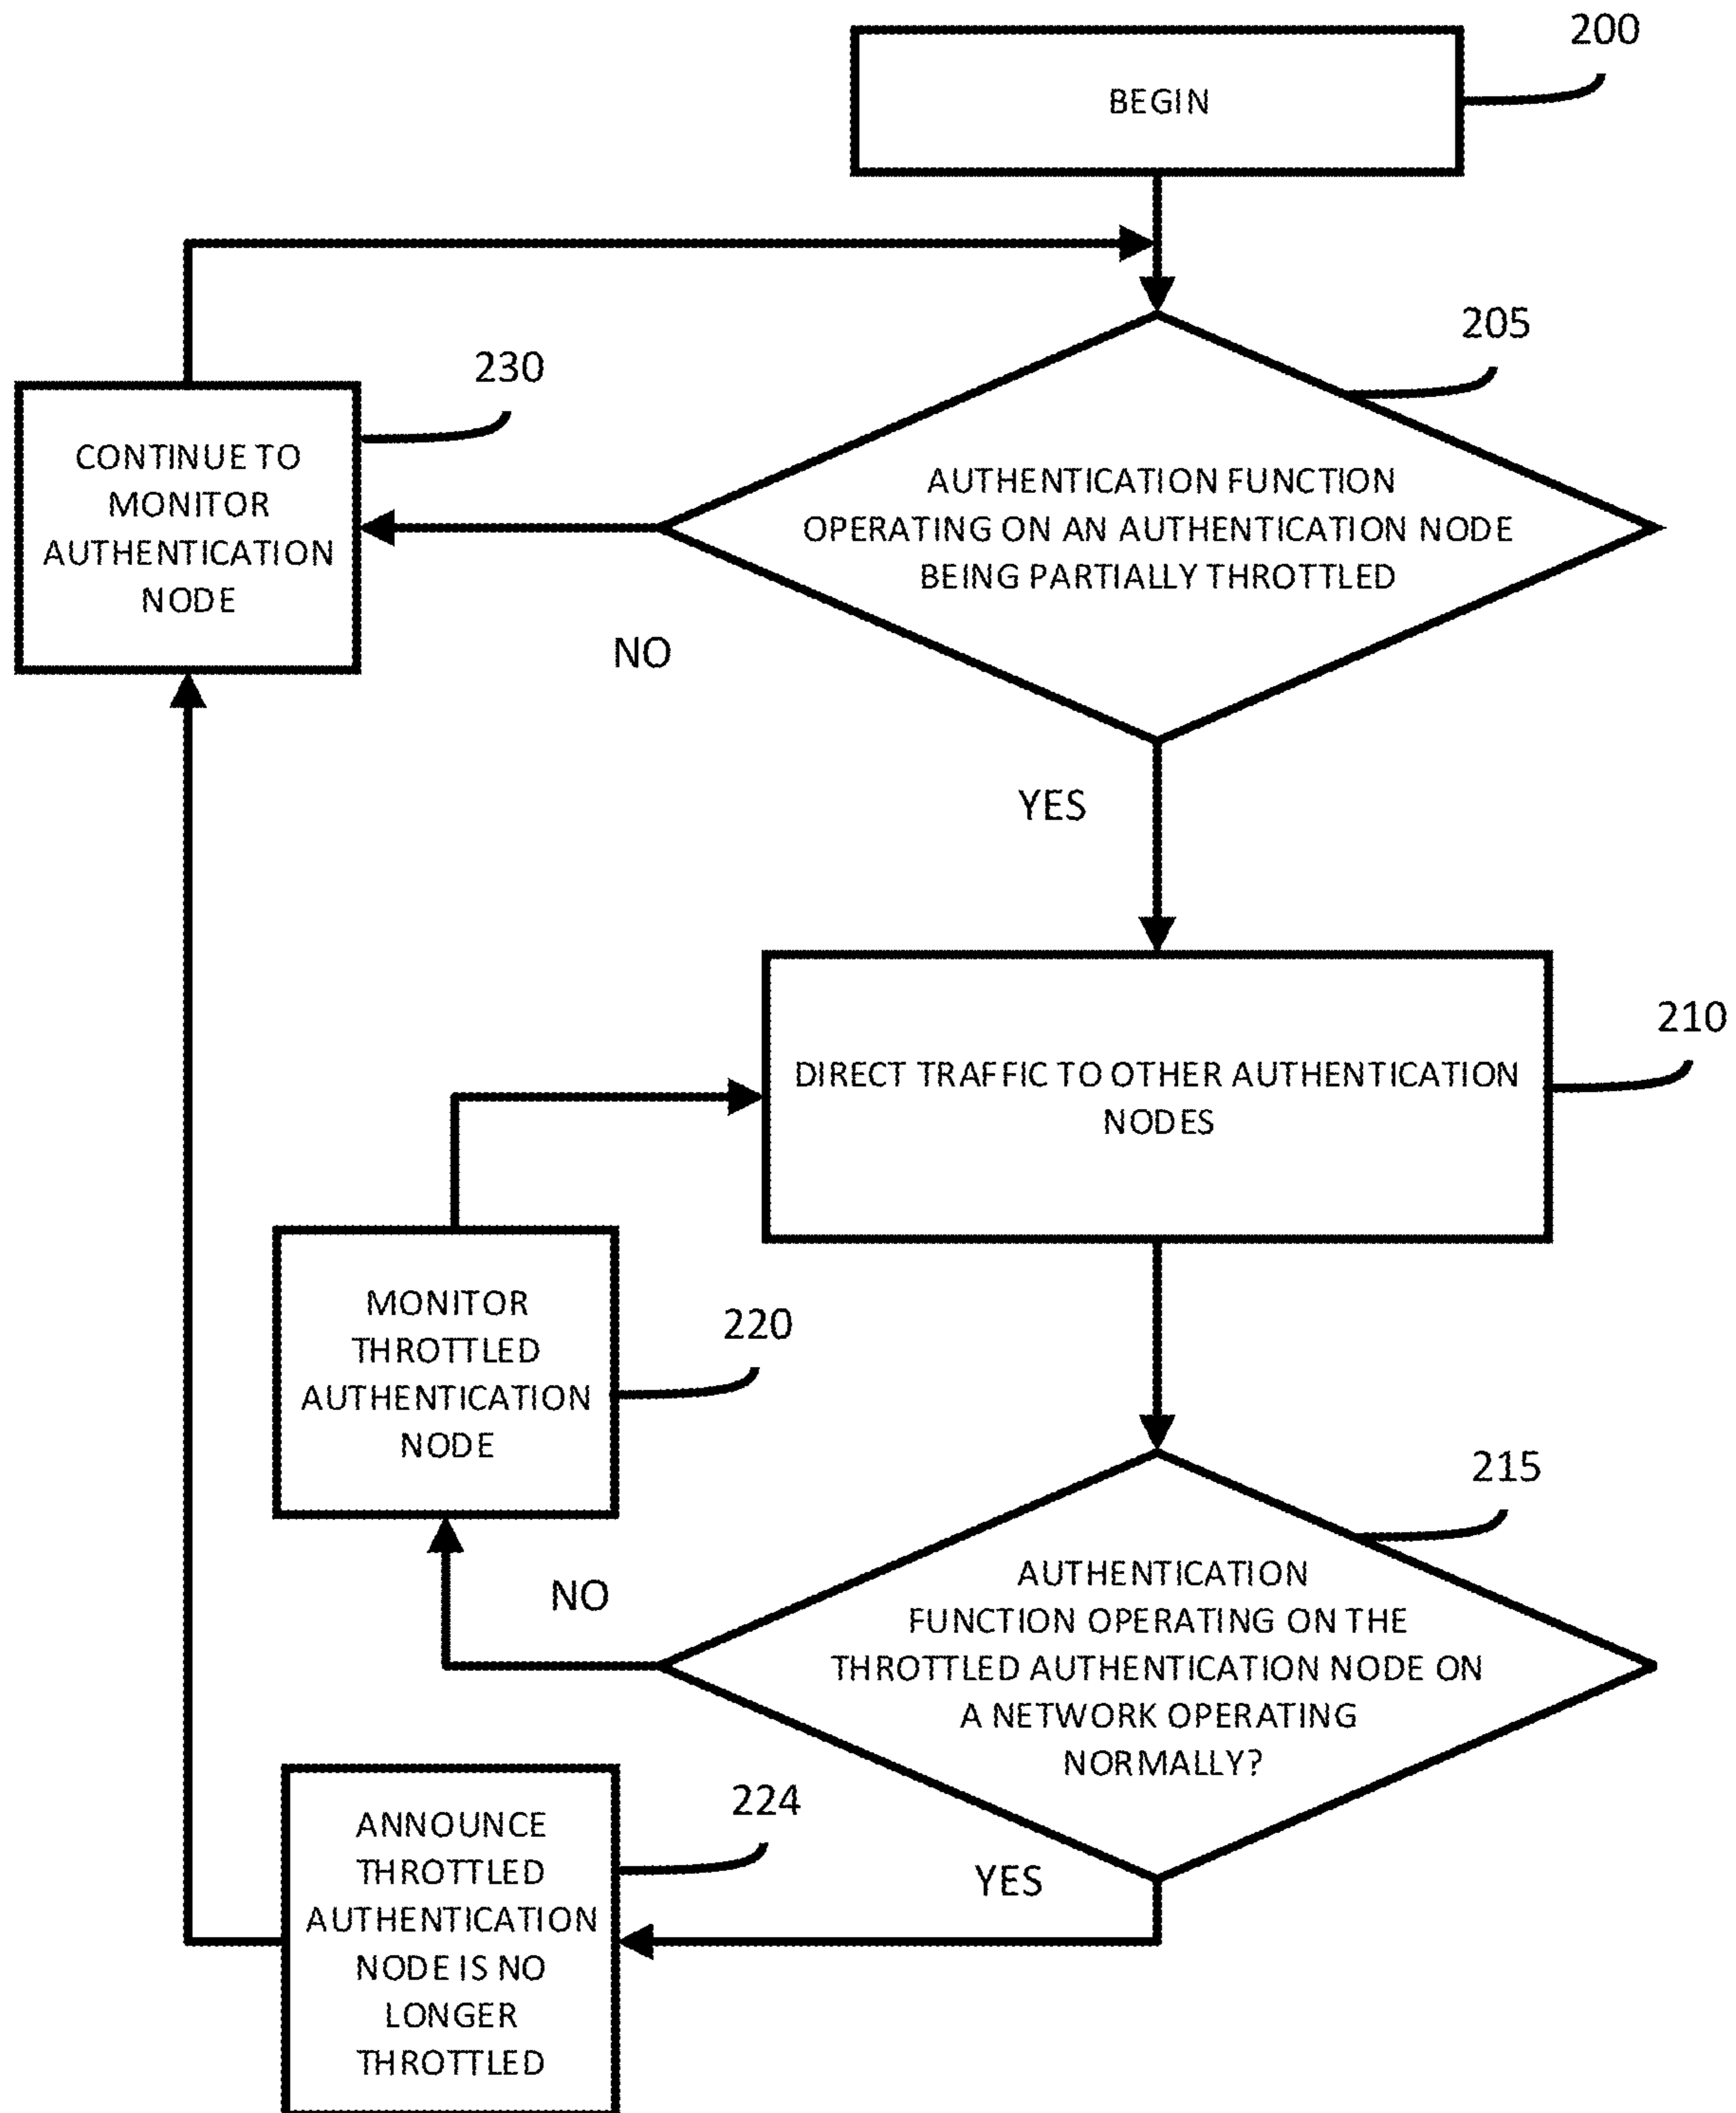 200
BEGIN
205
230
CONTINUE TO
MONITOR
AUTHENTICATION
NODE
AUTHENTICATION FUNCTION
OPERATING ON AN AUTHENTICATION NODE
BEING PARTIALLY THROTTLED
NO
YES
210
DIRECT TRAFFIC TO OTHER AUTHENTICATION
NODES
MONITOR
THROTTLED
AUTHENTICATION
NODE
220
215
AUTHENTICATION
FUNCTION OPERATING ON THE
THROTTLED AUTHENTICATION NODE ON
A NETWORK OPERATING
NORMALLY?
NO
YES
224
ANNOUNCE
THROTTLED
AUTHENTICATION
NODE IS NO
LONGER
THROTTLED